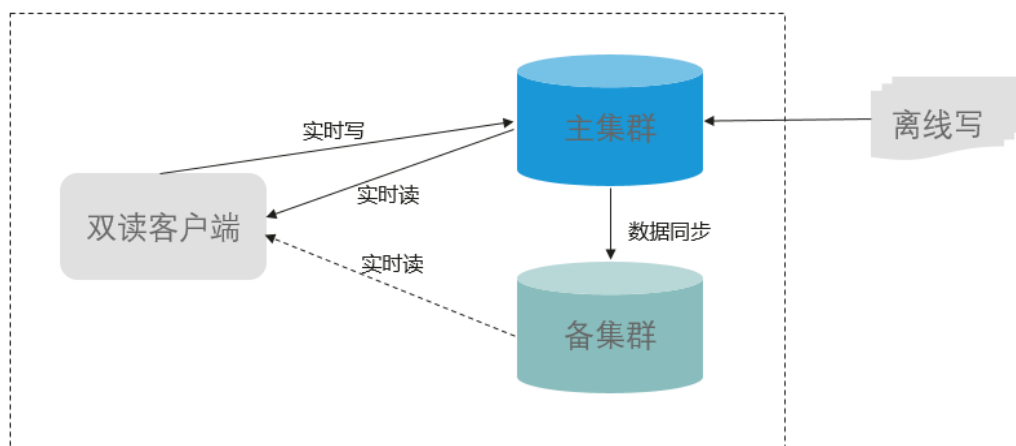 主集群
离线写
实时写
实时读
双读客户端
数据同步
实时读
备集群